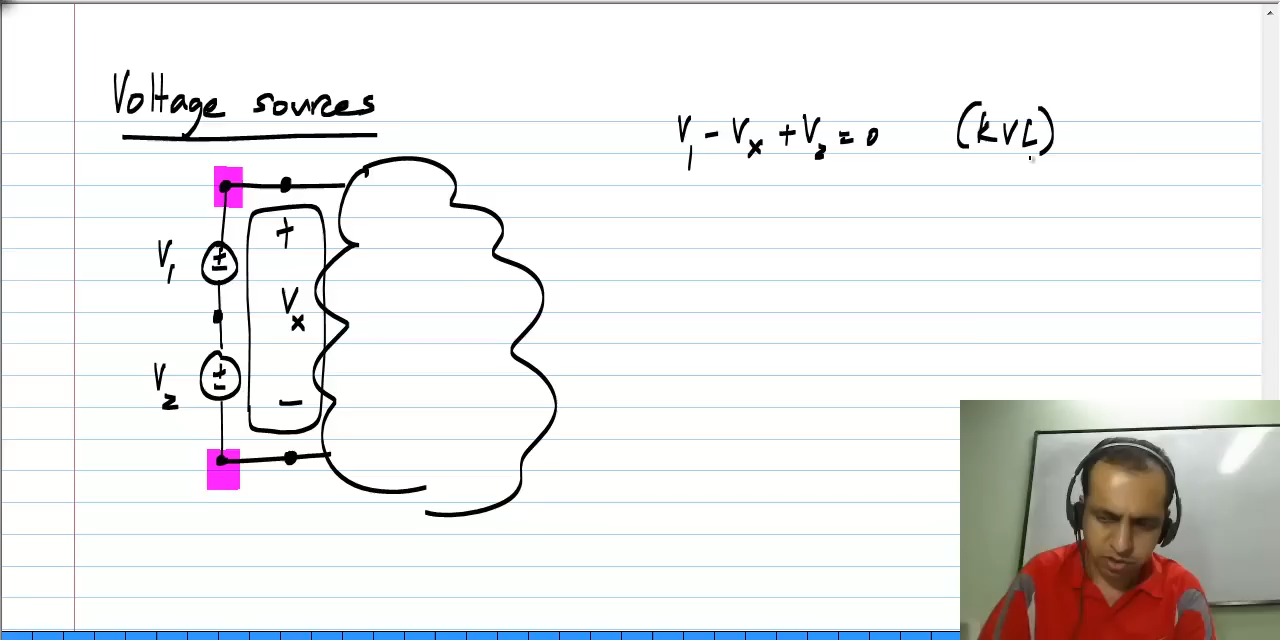 Voltage sources
V₁ - Vₓ + V₂ = 0 (KVL)
+
V₁ +
-
Vₓ
V₂ +
-
-